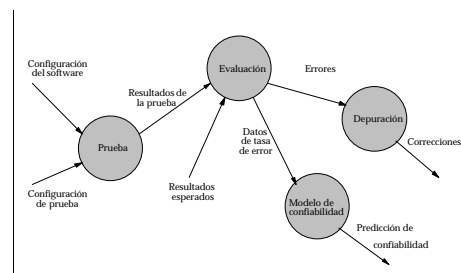 Configuración
del software
Resultados de
la prueba
Evaluación
Errores
Depuración
Prueba
Datos
de tasa
de error
Correcciones
Configuración
de prueba
Resultados
esperados
Modelo de
confiabilidad
Predicción de
confiabilidad